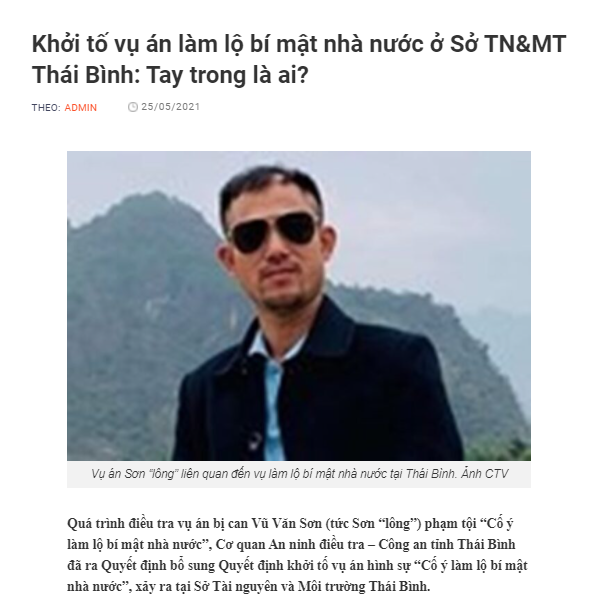 Khởi tố vụ án làm lộ bí mật nhà nước ở Sở TN&MT
Thái Bình: Tay trong là ai?
THEO: ADMIN 25/05/2021
Vụ án Sơn "lông" liên quan đến vụ làm lộ bí mật nhà nước tại Thái Bình. Ảnh CTV
Quá trình điều tra vụ án bị can Vũ Văn Sơn (tức Sơn “lông”) phạm tội “Cố ý
làm lộ bí mật nhà nước”, Cơ quan An ninh điều tra – Công an tỉnh Thái Bình
đã ra Quyết định bổ sung Quyết định khởi tố vụ án hình sự “Cố ý làm lộ bí mật
nhà nước”, xảy ra tại Sở Tài nguyên và Môi trường Thái Bình.